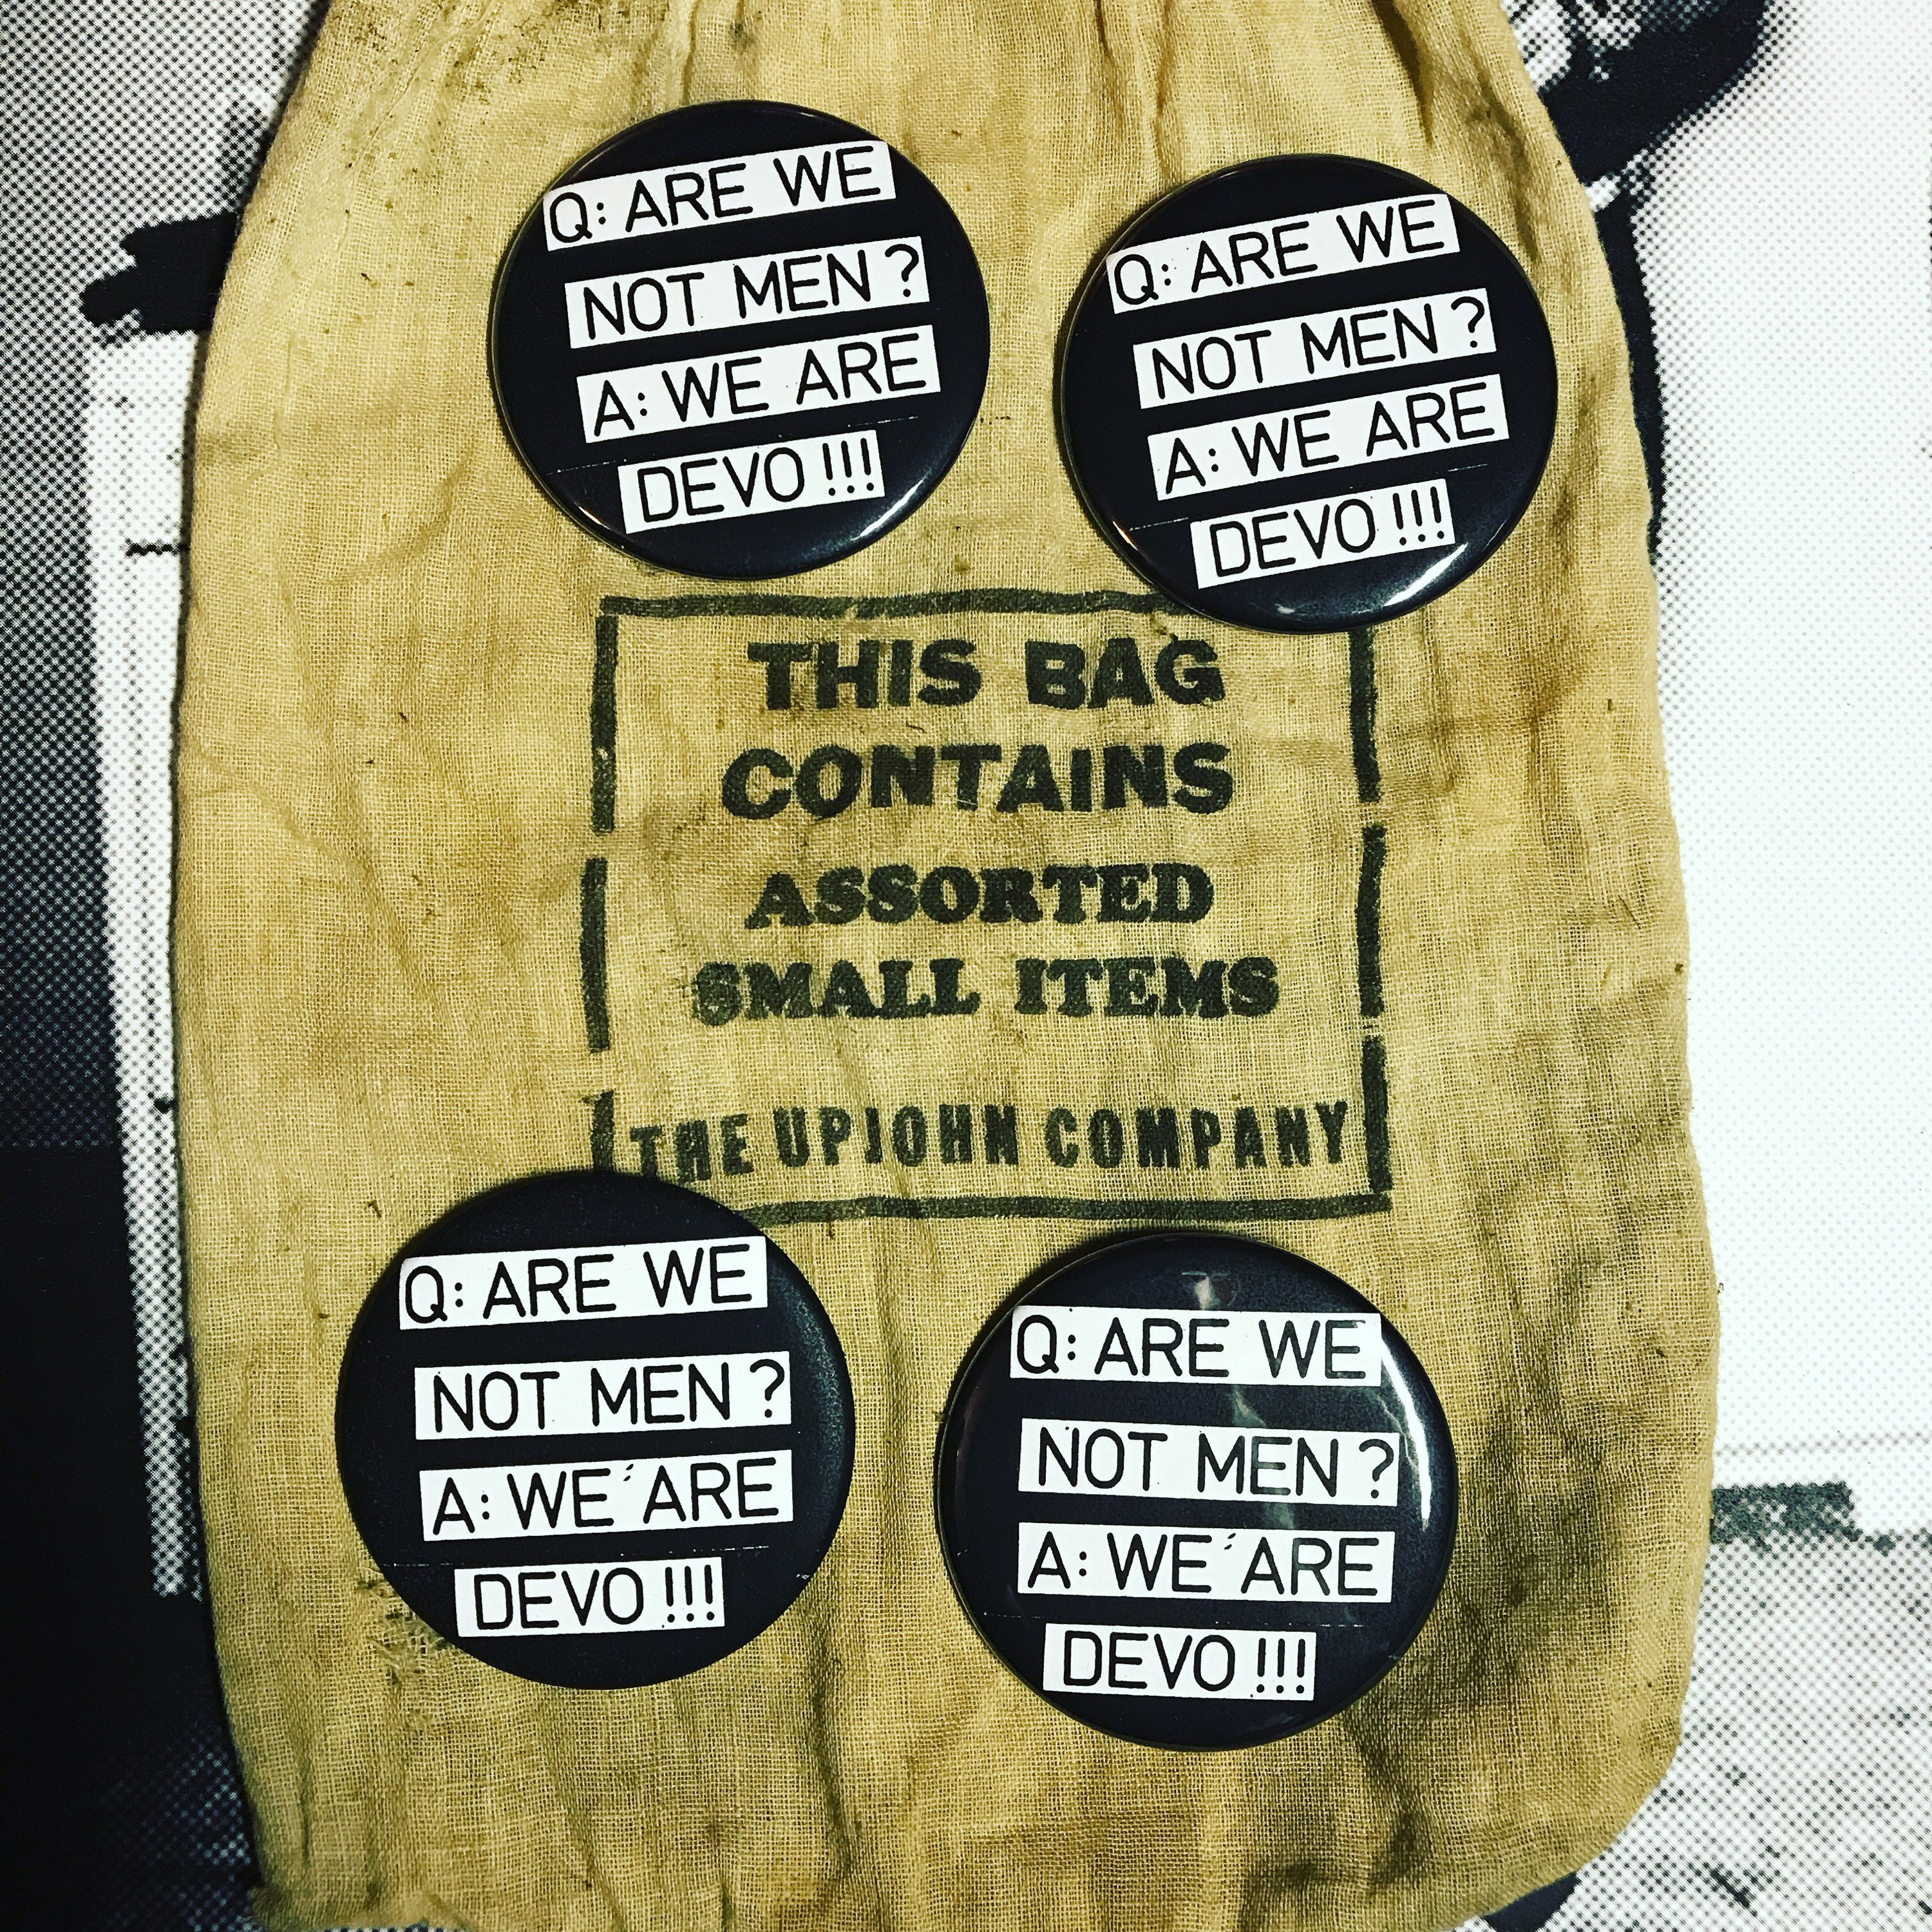 Q: ARE WE
NOT MEN?
A: WE ARE
DEVO!!!
Q: ARE WE
NOT MEN?
A: WE ARE
DEVO!!!
THIS BAG
CONTAINS
ASSORTED
SMALL ITEMS
THE UPJOHN COMPANY
Q: ARE WE
NOT MEN?
A: WE ARE
DEVO!!!
Q: ARE WE
NOT MEN?
A: WE ARE
DEVO!!!